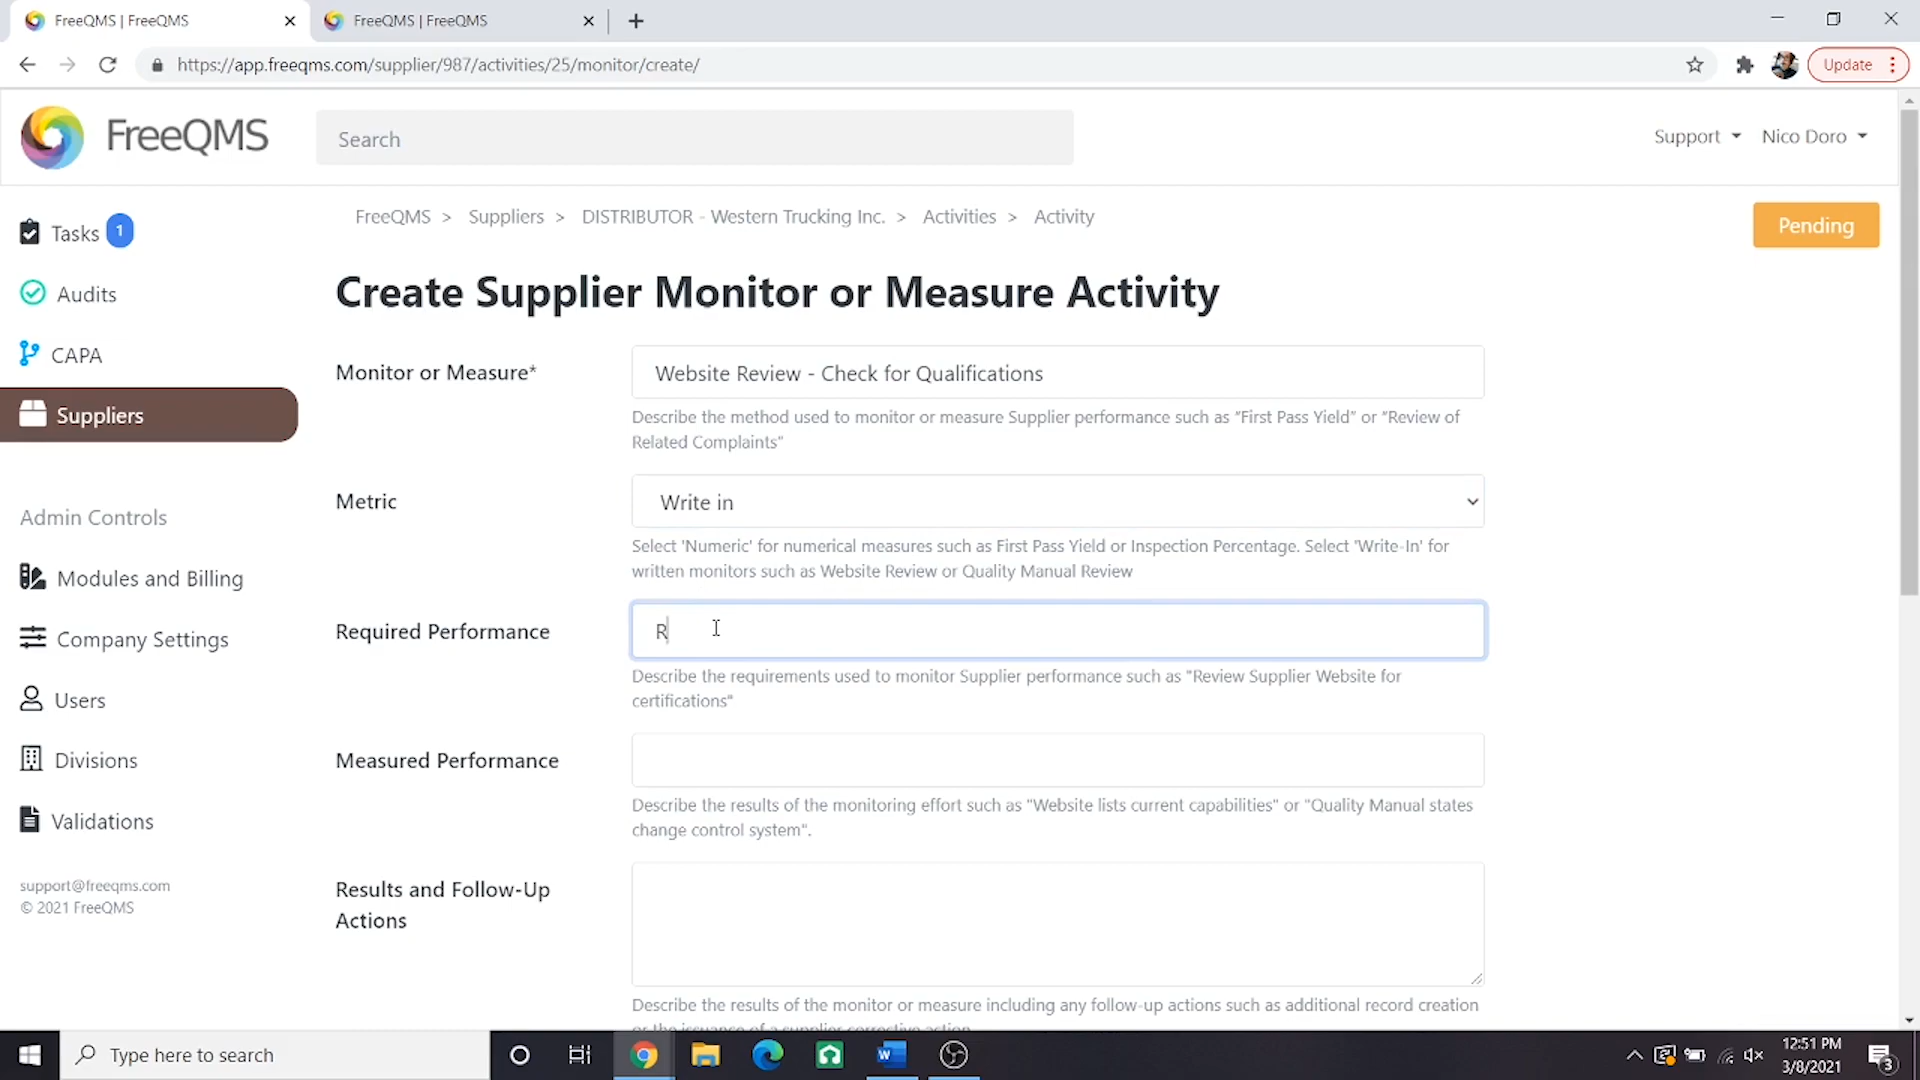 FreeQMS | FreeQMS
FreeQMS | FreeQMS
https://app.freeqms.com/supplier/987/activities/25/monitor/create/
Update
FreeQMS
Search
Support
Nico Doro
Tasks 1
Audits
CAPA
Suppliers
Admin Controls
Modules and Billing
Company Settings
Users
Divisions
Validations
support@freeqms.com
© 2021 FreeQMS
FreeQMS > Suppliers > DISTRIBUTOR - Western Trucking Inc. > Activities > Activity
Pending
Create Supplier Monitor or Measure Activity
Monitor or Measure*
Website Review - Check for Qualifications
Describe the method used to monitor or measure Supplier performance such as "First Pass Yield" or "Review of
Related Complaints"
Metric
Write in
Select 'Numeric' for numerical measures such as First Pass Yield or Inspection Percentage. Select 'Write-In' for
written monitors such as Website Review or Quality Manual Review
Required Performance
R
Describe the requirements used to monitor Supplier performance such as "Review Supplier Website for
certifications"
Measured Performance
Describe the results of the monitoring effort such as "Website lists current capabilities" or "Quality Manual states
change control system".
Results and Follow-Up
Actions
Describe the results of the monitor or measure including any follow-up actions such as additional record creation
or the issuance of a supplier corrective action
Type here to search
12:51 PM
3/8/2021
3